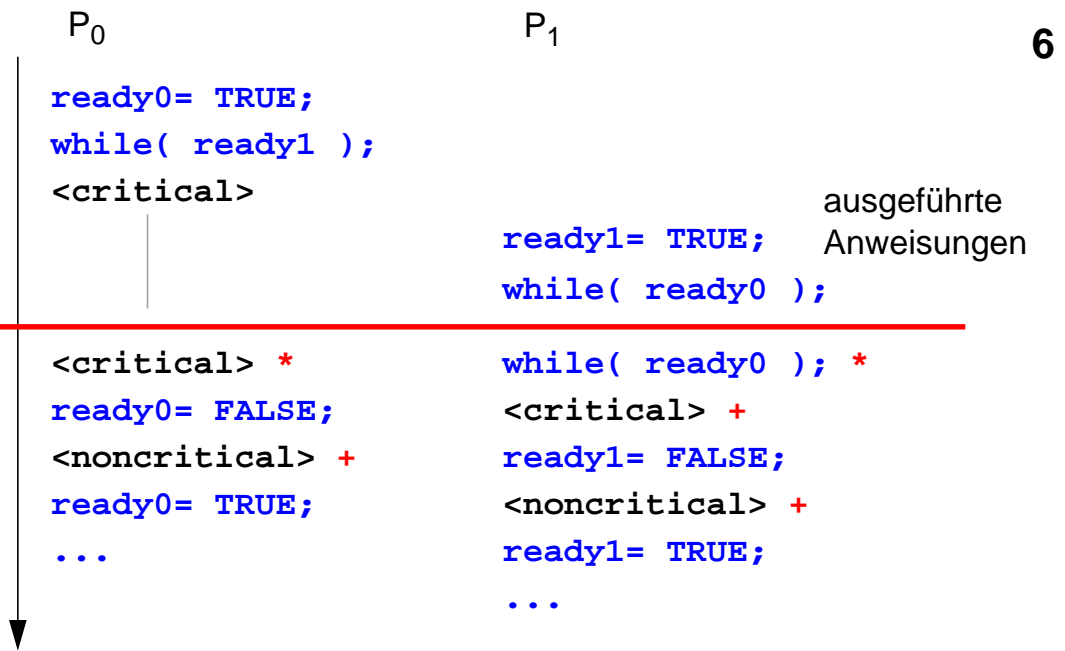 P0
P1
6
ready0= TRUE;
while( ready1 );
<critical>
ausgeführte
Anweisungen
ready1= TRUE;
while( ready0 );
<critical> *
ready0= FALSE;
<noncritical> +
ready0= TRUE;
...
while( ready0 ); *
<critical> +
ready1= FALSE;
<noncritical> +
ready1= TRUE;
...